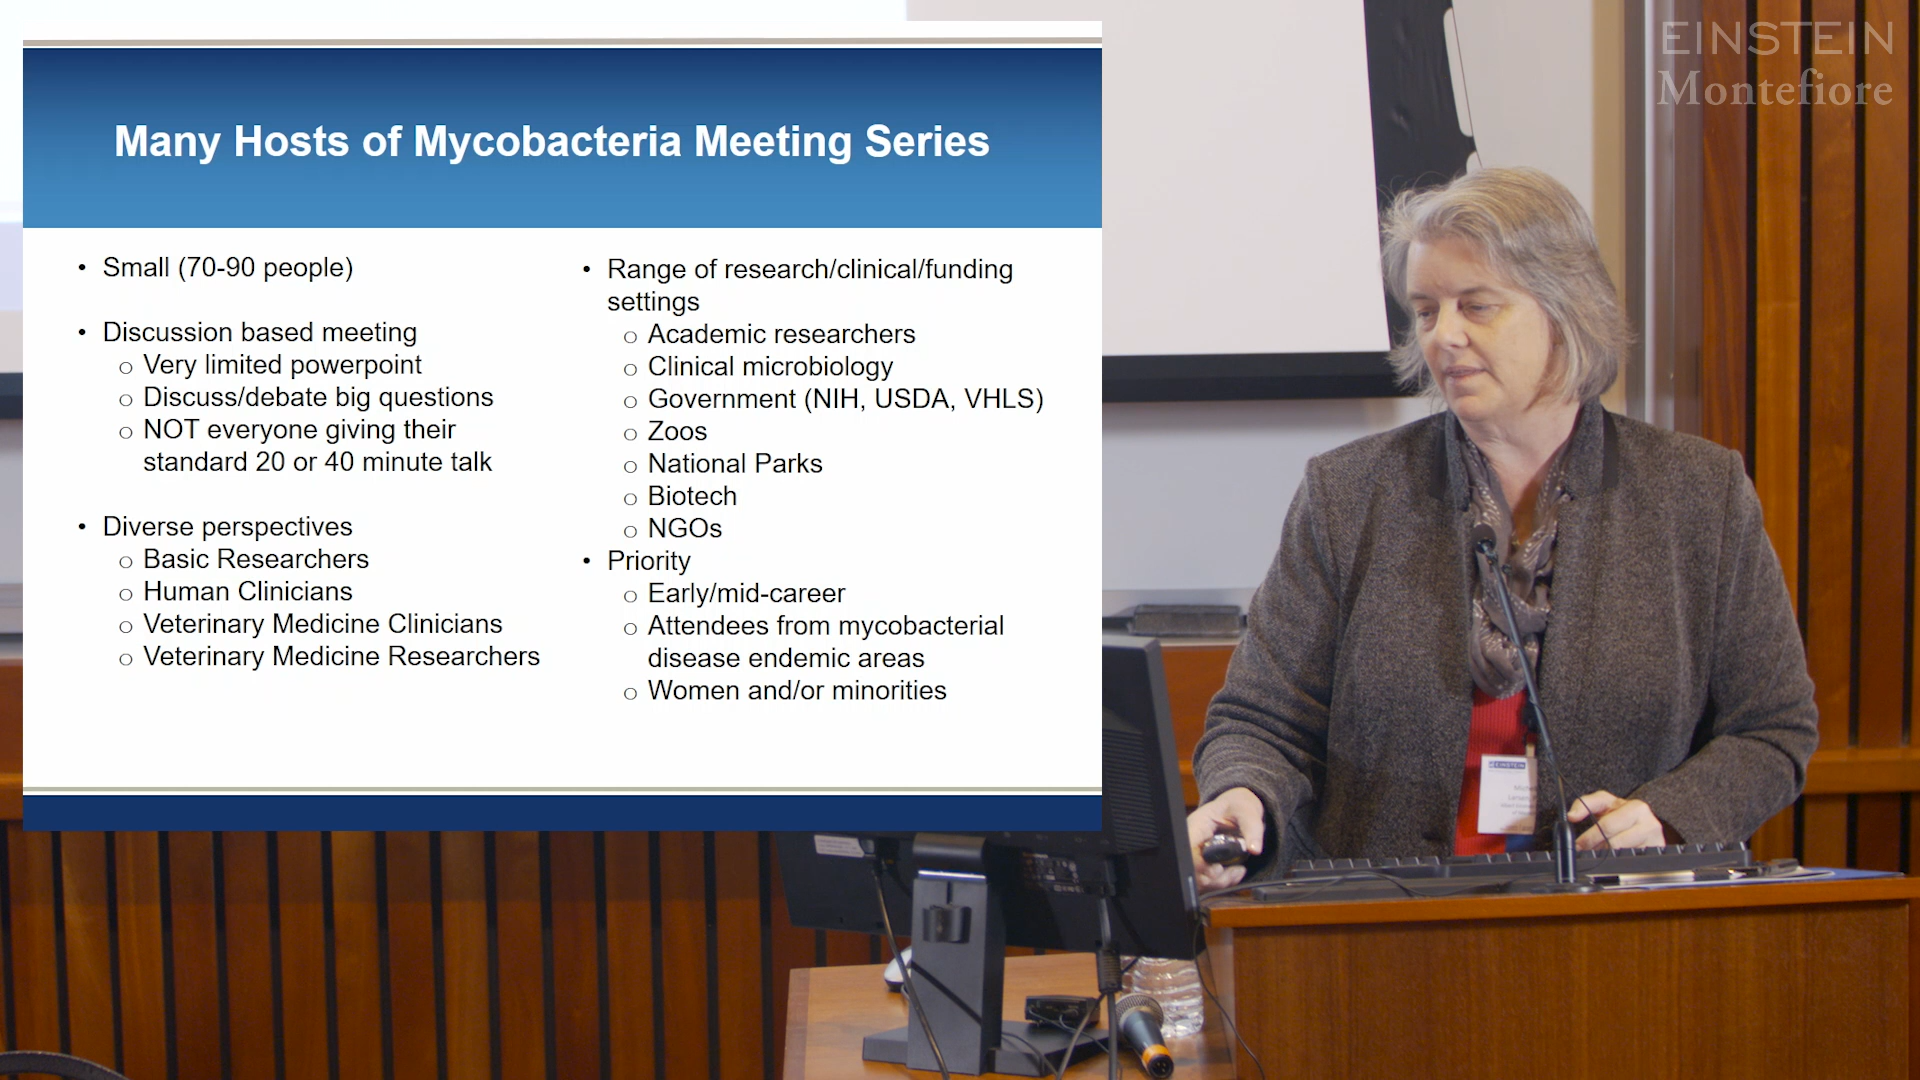 EINSTEIN
Montefiore
Many Hosts of Mycobacteria Meeting Series
• Small (70-90 people)
• Discussion based meeting
o Very limited powerpoint
o Discuss/debate big questions
o NOT everyone giving their
standard 20 or 40 minute talk
• Diverse perspectives
o Basic Researchers
o Human Clinicians
o Veterinary Medicine Clinicians
o Veterinary Medicine Researchers
• Range of research/clinical/funding
settings
o Academic researchers
o Clinical microbiology
o Government (NIH, USDA, VHLS)
o Zoos
o National Parks
o Biotech
o NGOs
• Priority
o Early/mid-career
o Attendees from mycobacterial
disease endemic areas
o Women and/or minorities
EINSTEIN